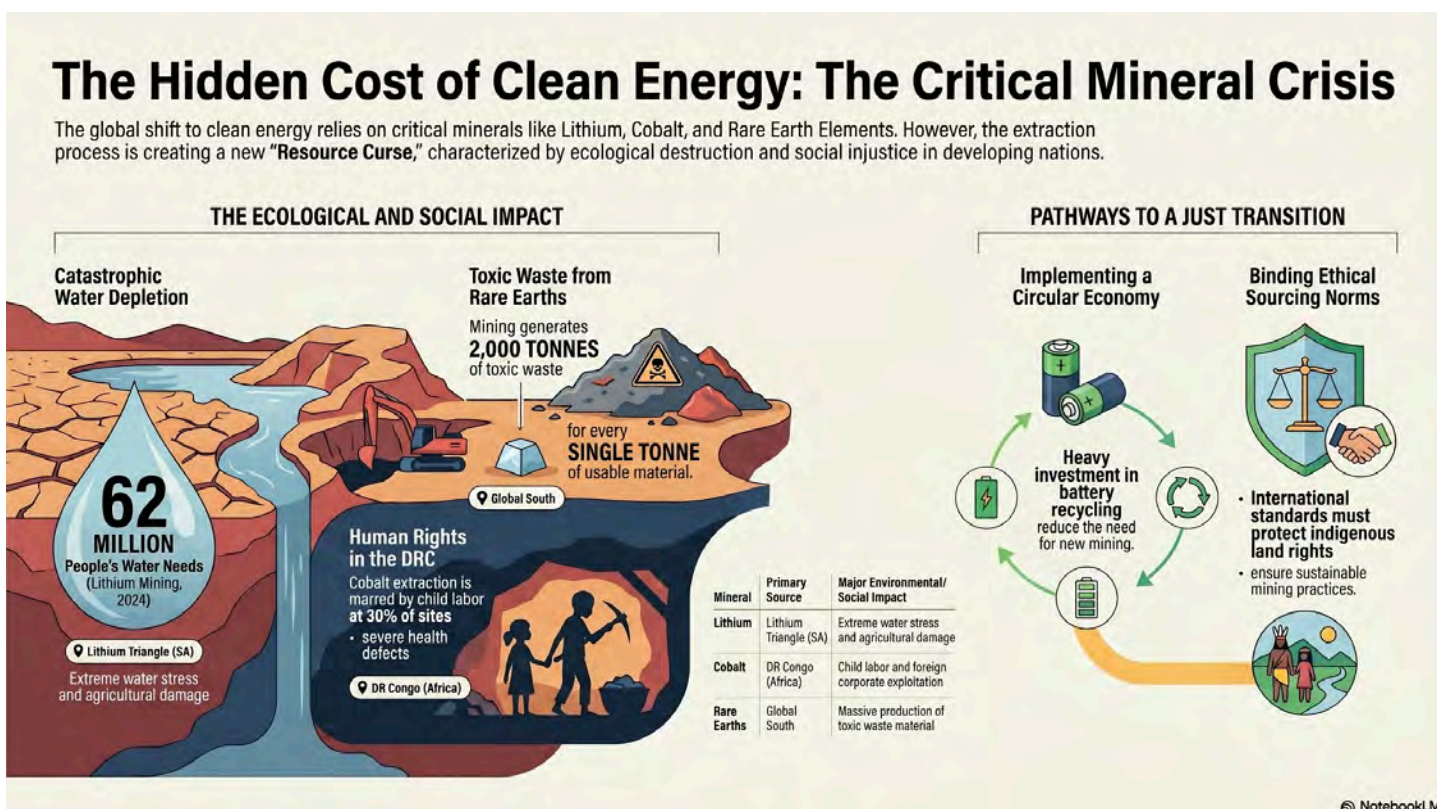 The Hidden Cost of Clean Energy: The Critical Mineral Crisis
The global shift to clean energy relies on critical minerals like Lithium, Cobalt, and Rare Earth Elements. However, the extraction
process is creating a new “Resource Curse,” characterized by ecological destruction and social injustice in developing nations.
THE ECOLOGICAL AND SOCIAL IMPACT
Catastrophic
Water Depletion
62
MILLION
People's Water Needs
(Lithium Mining,
2024)
Lithium Triangle (SA)
Extreme water stress
and agricultural damage
Toxic Waste from
Rare Earths
Mining generates
2,000 TONNES
of toxic waste
for every
SINGLE TONNE
of usable material.
Global South
Human Rights
in the DRC
Cobalt extraction is
marred by child labor
at 30% of sites
• severe health
defects
DR Congo (Africa)
Mineral Primary Source Major Environmental/ Social Impact
Lithium Lithium Triangle (SA) Extreme water stress and agricultural damage
Cobalt DR Congo (Africa) Child labor and foreign corporate exploitation
Rare Earths Global South Massive production of toxic waste material
PATHWAYS TO A JUST TRANSITION
Implementing a
Circular Economy
Heavy
investment in
battery
recycling
reduce the need
for new mining.
Binding Ethical
Sourcing Norms
• International
standards must
protect indigenous
land rights
• ensure sustainable
mining practices.